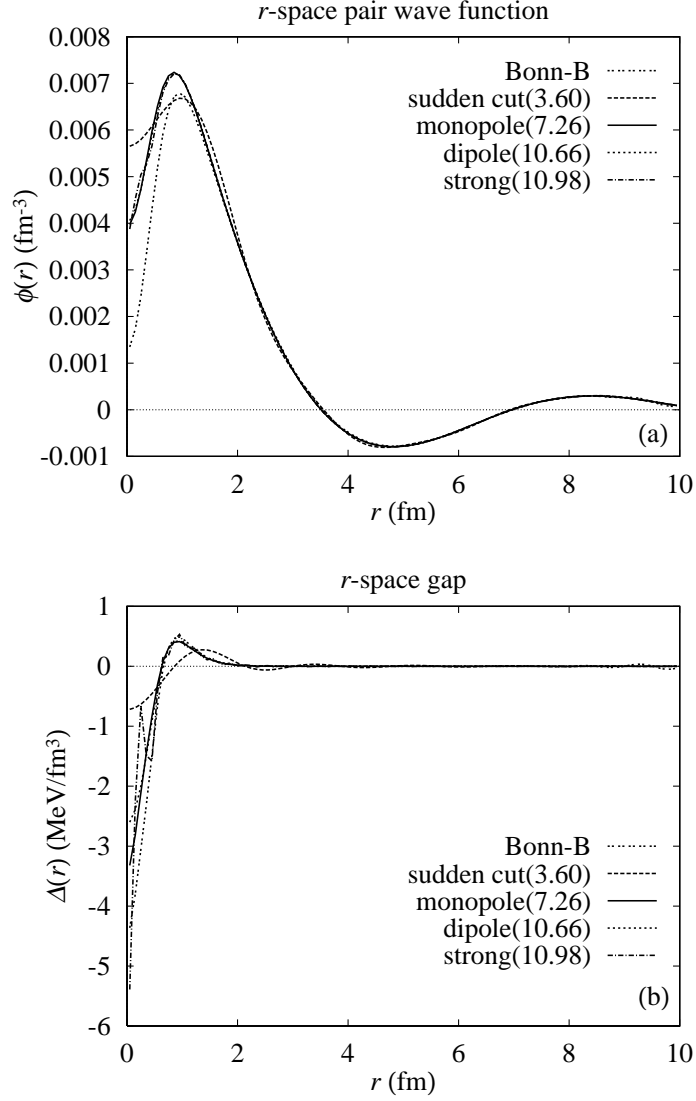 r-space pair wave function
0.008
0.007
0.006
0.005
0.004
0.003
0.002
0.001
0
-0.001
ϕ(r) (fm-3)
Bonn-B
sudden cut(3.60)
monopole(7.26)
dipole(10.66)
strong(10.98)
(a)
0 2 4 6 8 10
r (fm)
r-space gap
1
0
-1
-2
-3
-4
-5
-6
Δ(r) (MeV/fm3)
Bonn-B
sudden cut(3.60)
monopole(7.26)
dipole(10.66)
strong(10.98)
(b)
0 2 4 6 8 10
r (fm)